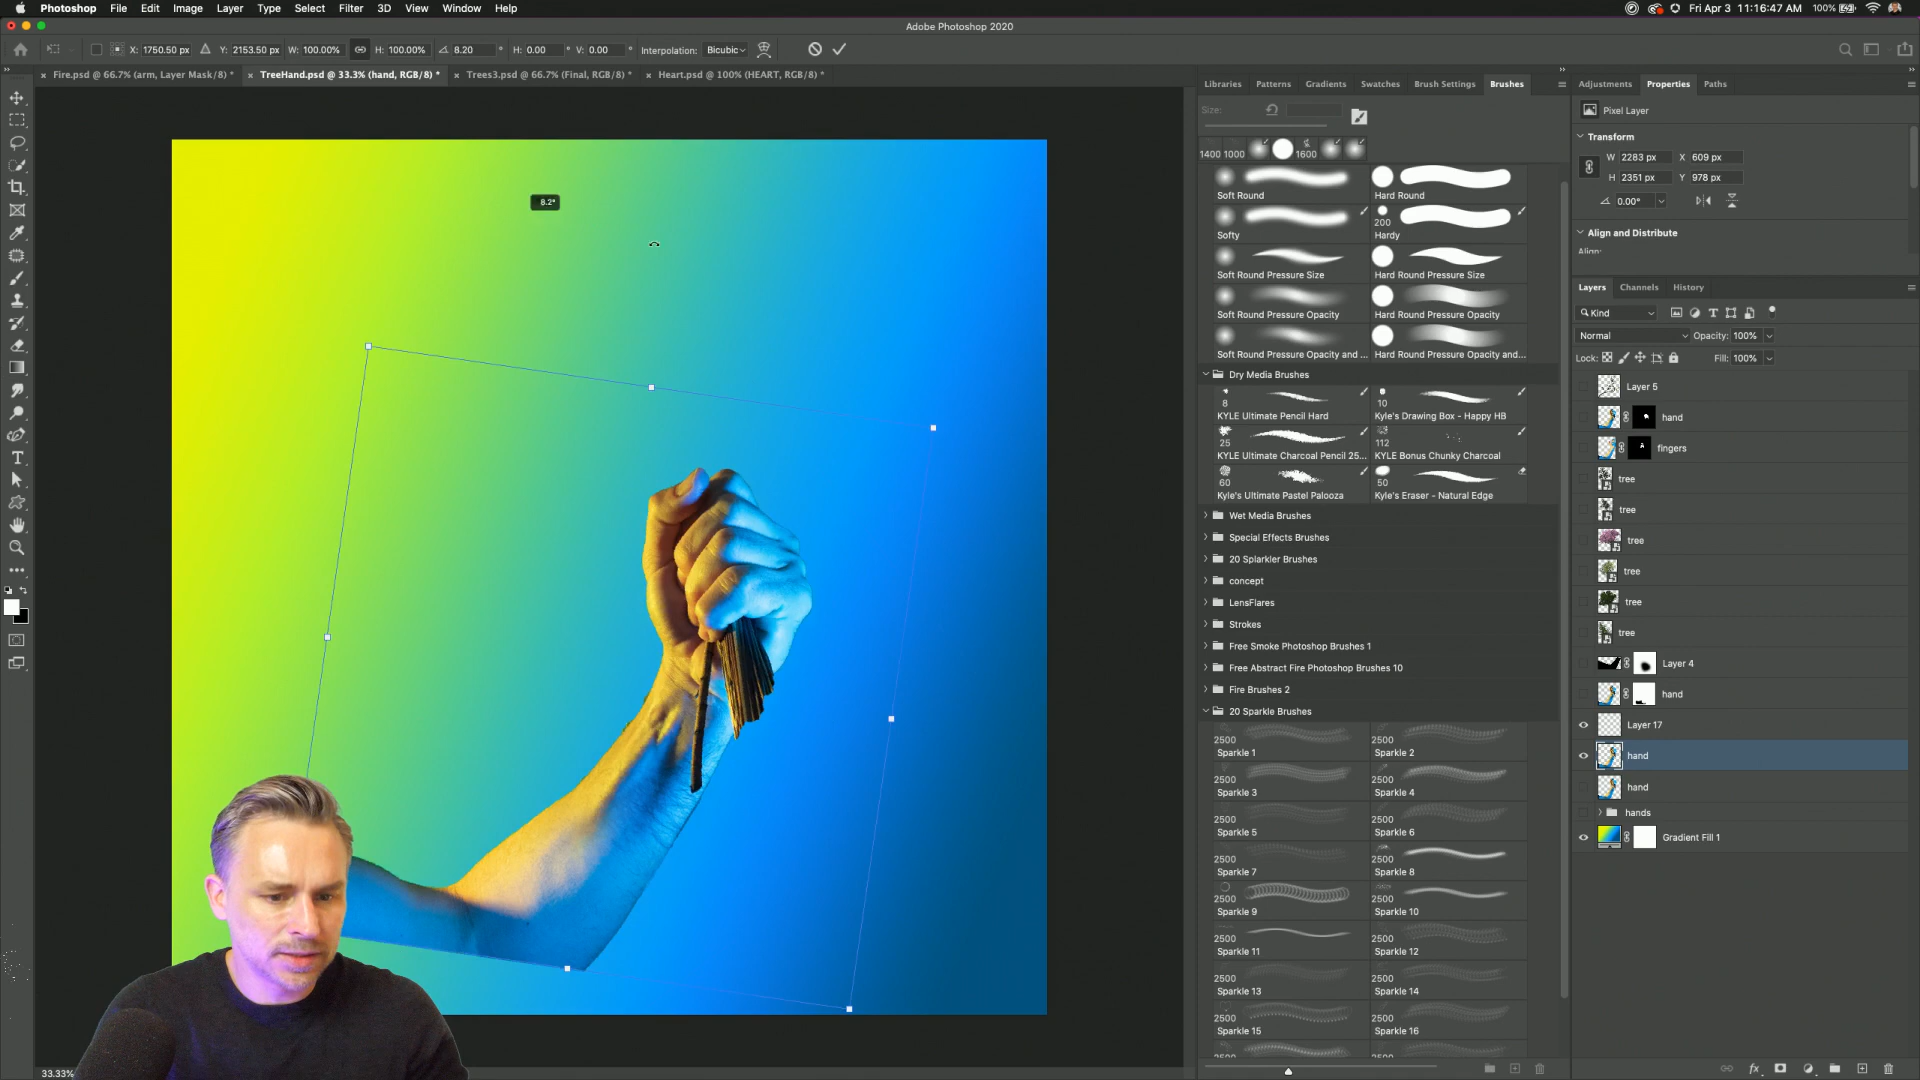 Photoshop File Edit Image Layer Type Select Filter 3D View Window Help
Fri Apr 3 11:16:47 AM 100%
Adobe Photoshop 2020
X: 1750.50 px Y: 2153.50 px W: 100.00% H: 100.00% 8.20 ° H: 0.00 ° V: 0.00 ° Interpolation: Bicubic
Fire.psd @ 66.7% (arm, Layer Mask/8) * TreeHand.psd @ 33.3% (hand, RGB/8) * Trees3.psd @ 66.7% (Final, RGB/8) * Heart.psd @ 100% (HEART, RGB/8) *
8.2°
33.33%
Libraries Patterns Gradients Swatches Brush Settings Brushes
Size:
1400 1000 1600
Soft Round Hard Round
200
Softy Hardy
Soft Round Pressure Size Hard Round Pressure Size
Soft Round Pressure Opacity Hard Round Pressure Opacity
Soft Round Pressure Opacity and ... Hard Round Pressure Opacity and...
Dry Media Brushes
8 10
KYLE Ultimate Pencil Hard Kyle's Drawing Box - Happy HB
25 112
KYLE Ultimate Charcoal Pencil 25... KYLE Bonus Chunky Charcoal
60 50
Kyle's Ultimate Pastel Palooza Kyle's Eraser - Natural Edge
Wet Media Brushes
Special Effects Brushes
20 Splarkler Brushes
concept
LensFlares
Strokes
Free Smoke Photoshop Brushes 1
Free Abstract Fire Photoshop Brushes 10
Fire Brushes 2
20 Sparkle Brushes
2500 2500
Sparkle 1 Sparkle 2
2500 2500
Sparkle 3 Sparkle 4
2500 2500
Sparkle 5 Sparkle 6
2500 2500
Sparkle 7 Sparkle 8
2500 2500
Sparkle 9 Sparkle 10
2500 2500
Sparkle 11 Sparkle 12
2500 2500
Sparkle 13 Sparkle 14
2500 2500
Sparkle 15 Sparkle 16
2500 2500
Adjustments Properties Paths
Pixel Layer
Transform
W 2283 px X 609 px
H 2351 px Y 978 px
0.00°
Align and Distribute
Align:
Layers Channels History
Kind
Normal Opacity: 100%
Lock: Fill: 100%
Layer 5
hand
fingers
tree
tree
tree
tree
tree
tree
Layer 4
hand
Layer 17
hand
hand
hands
Gradient Fill 1
fx